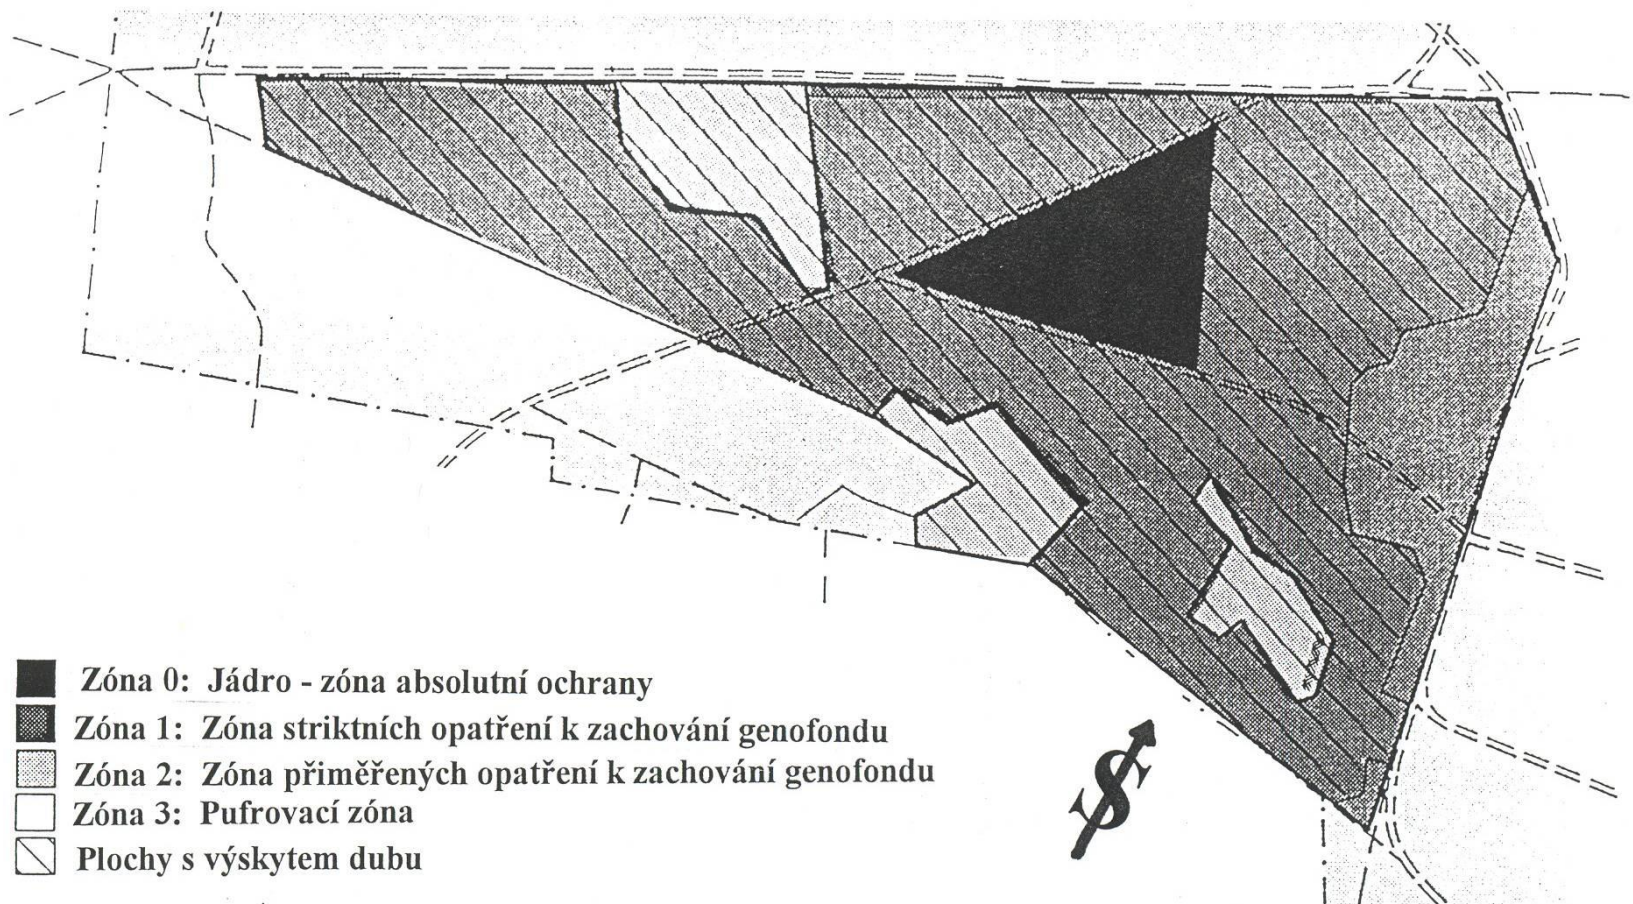 Zóna 0: Jádro - zóna absolutní ochrany
Zóna 1: Zóna striktních opatření k zachování genofondu
Zóna 2: Zóna přiměřených opatření k zachování genofondu
Zóna 3: Pufrovací zóna
Plochy s výskytem dubu
S